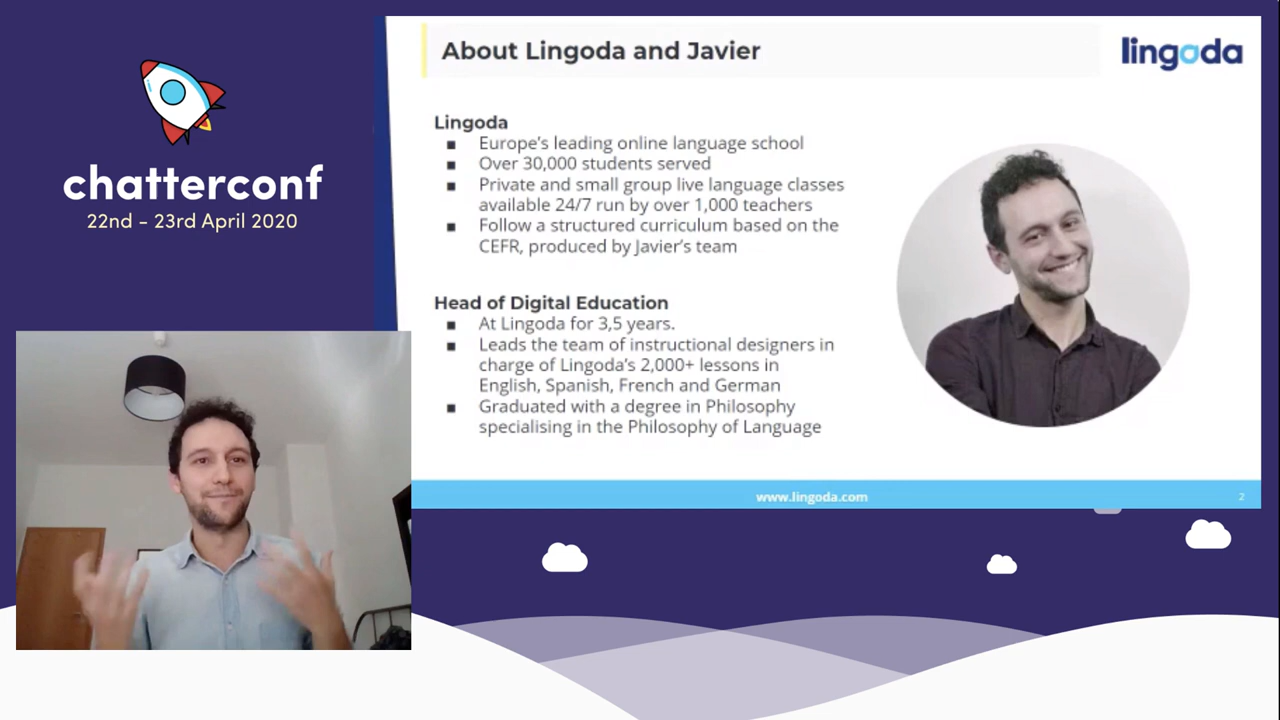 chatterconf
22nd - 23rd April 2020
About Lingoda and Javier
lingoda
Lingoda
Europe's leading online language school
Over 30,000 students served
Private and small group live language classes
available 24/7 run by over 1,000 teachers
Follow a structured curriculum based on the
CEFR, produced by Javier's team
Head of Digital Education
At Lingoda for 3,5 years.
Leads the team of instructional designers in
charge of Lingoda's 2,000+ lessons in
English, Spanish, French and German
Graduated with a degree in Philosophy
specialising in the Philosophy of Language
www.lingoda.com
2